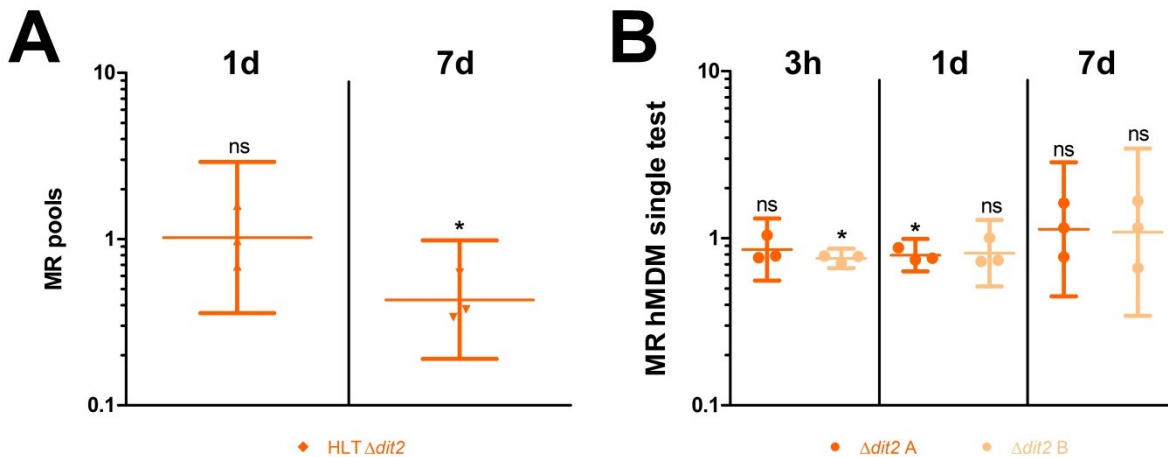 A
1d
7d
10
1
0.1
MR pools
ns
*
HLT Δdit2
B
3h
1d
7d
10
1
0.1
MR hMDM single test
ns
*
*
ns
ns
ns
Δdit2 A
Δdit2 B